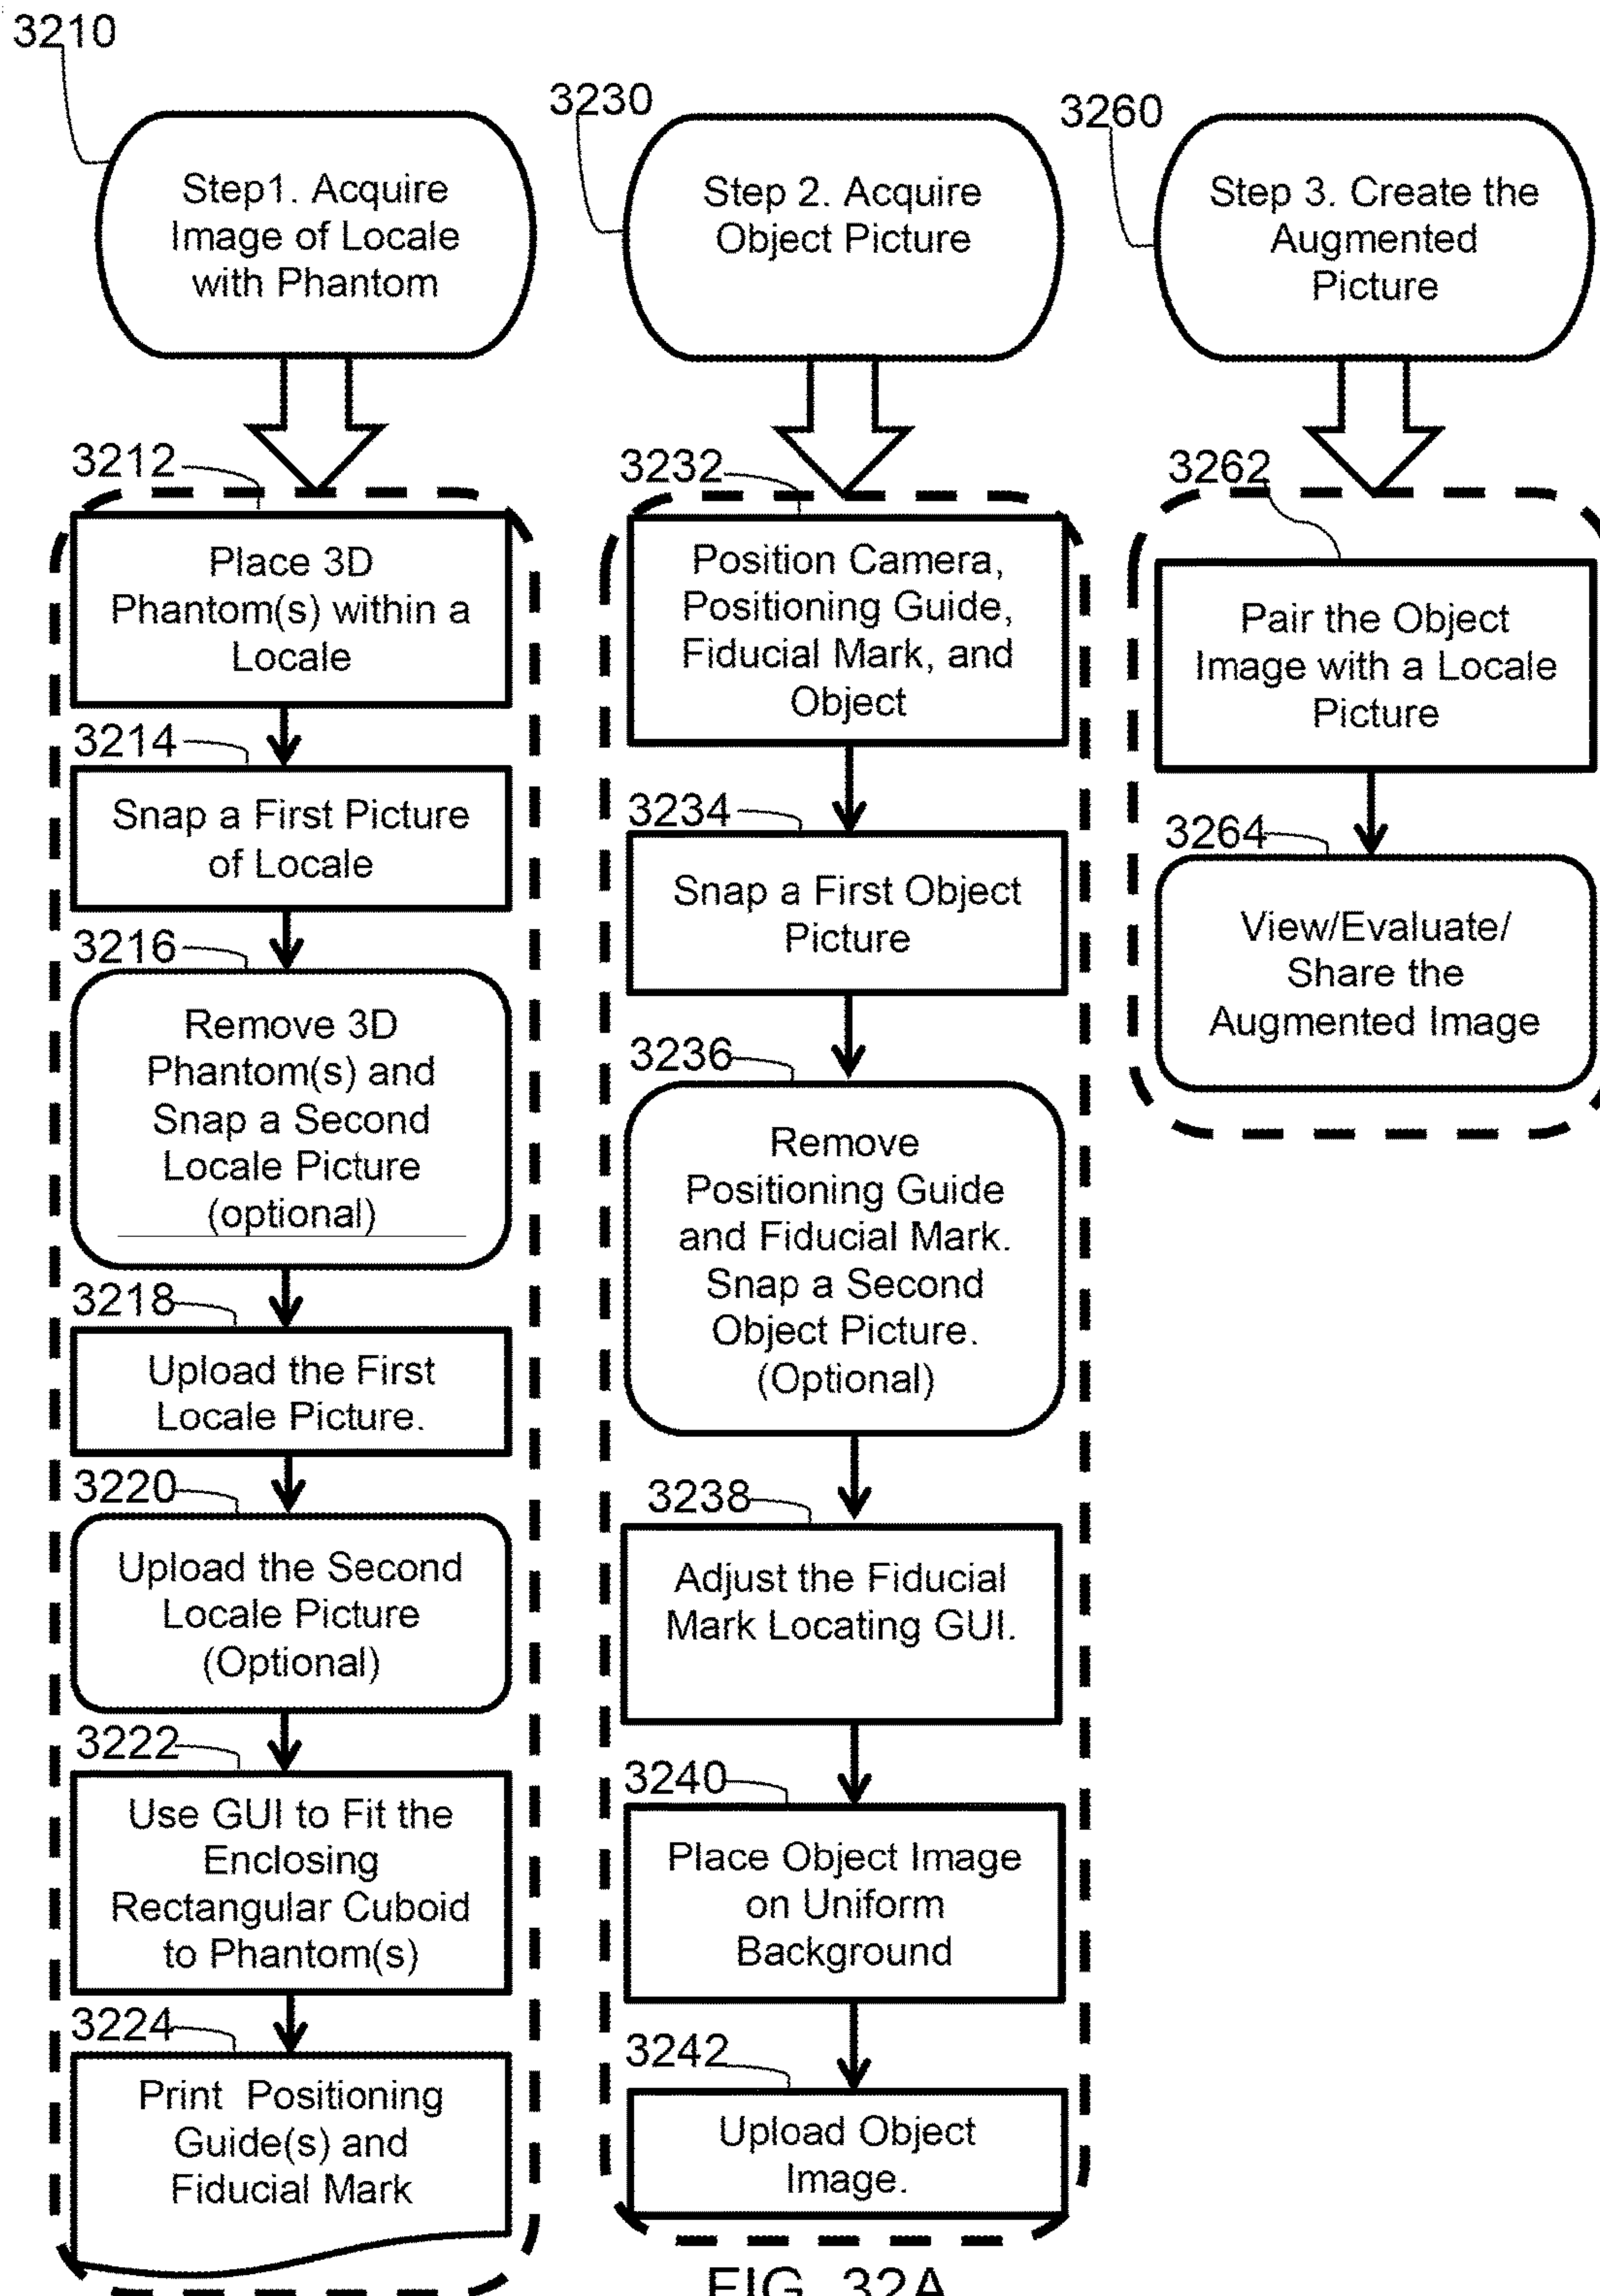 3210
Step1. Acquire
Image of Locale
with Phantom
3212
Place 3D
Phantom(s) within a
Locale
3214
Snap a First Picture
of Locale
3216
Remove 3D
Phantom(s) and
Snap a Second
Locale Picture
(optional)
3218
Upload the First
Locale Picture.
3220
Upload the Second
Locale Picture
(Optional)
3222
Use GUI to Fit the
Enclosing
Rectangular Cuboid
to Phantom(s)
3224
Print Positioning
Guide(s) and
Fiducial Mark
3230
Step 2. Acquire
Object Picture
3232
Position Camera,
Positioning Guide,
Fiducial Mark, and
Object
3234
Snap a First Object
Picture
3236
Remove
Positioning Guide
and Fiducial Mark.
Snap a Second
Object Picture.
(Optional)
3238
Adjust the Fiducial
Mark Locating GUI.
3240
Place Object Image
on Uniform
Background
3242
Upload Object
Image.
3260
Step 3. Create the
Augmented
Picture
3262
Pair the Object
Image with a Locale
Picture
3264
View/Evaluate/
Share the
Augmented Image
FIG. 32A